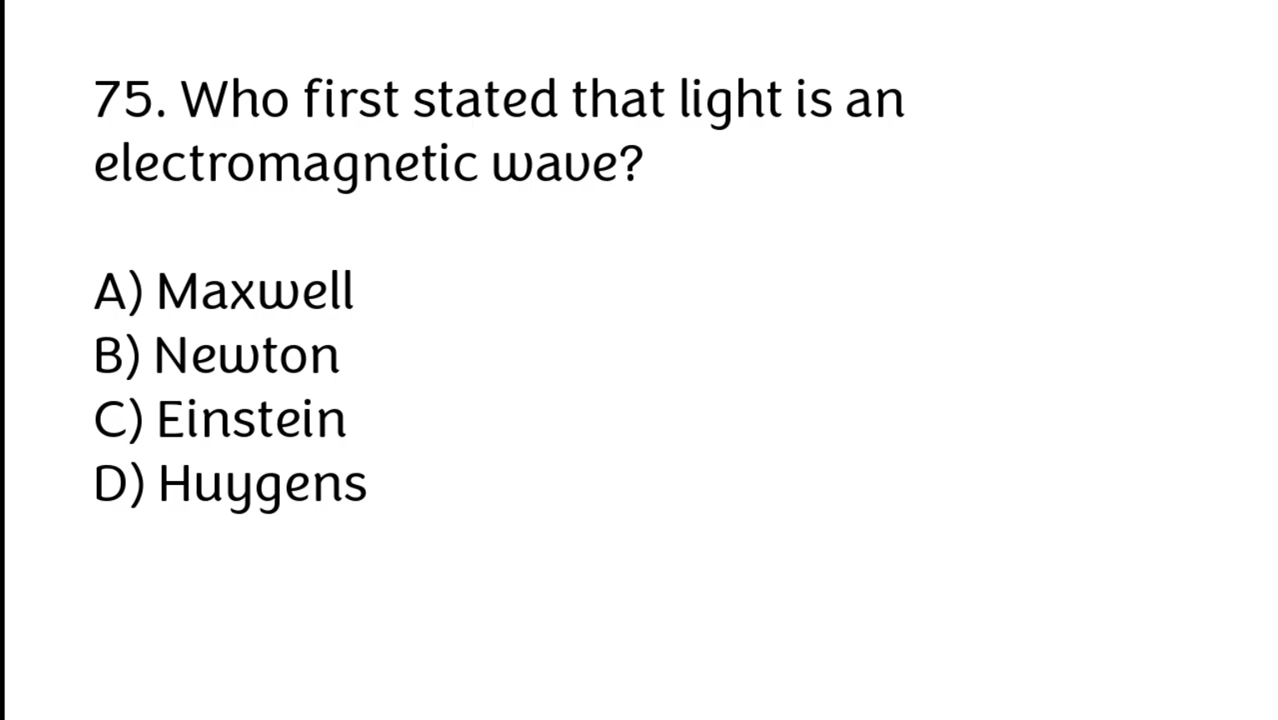 75. Who first stated that light is an
electromagnetic wave?
A) Maxwell
B) Newton
C) Einstein
D) Huygens